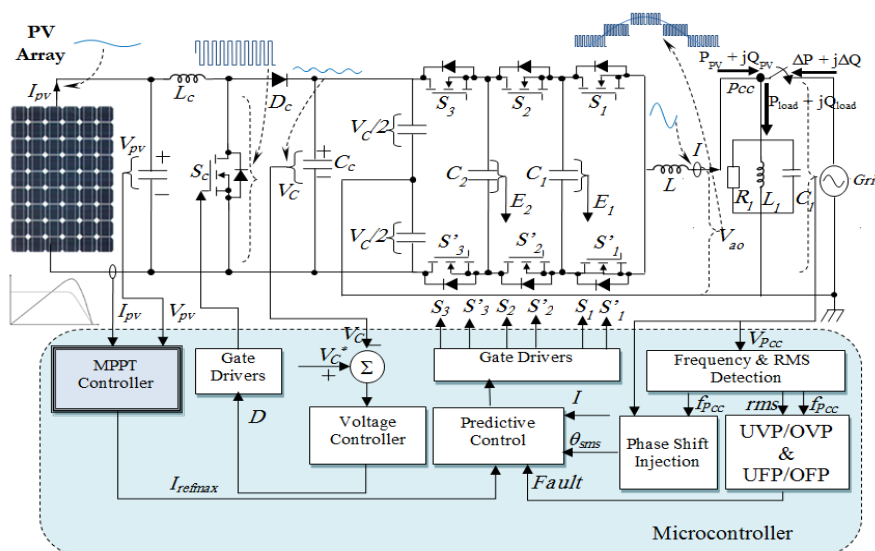 PV
Array
I_pv
L_c
D_c
S_3
S_2
S_1
P_PV + jQ_PV
ΔP + jΔQ
Pcc
P_load + jQ_load
V_pv
+
−
S_c
V_C
+
−
C_c
V_C/2
V_C/2
C_2
E_2
C_1
E_1
L
I
R_1
L_1
C_1
Gri
V_ao
S'_3
S'_2
S'_1
I_pv
V_pv
S_3
S'_3
S_2
S'_2
S_1
S'_1
MPPT
Controller
Gate
Drivers
V_C
−
V_C*
+
Σ
Gate Drivers
V_Pcc
Frequency & RMS
Detection
D
Voltage
Controller
Predictive
Control
I
θ_sms
f_Pcc
rms
f_Pcc
Phase Shift
Injection
UVP/OVP
&
UFP/OFP
I_refmax
Fault
Microcontroller